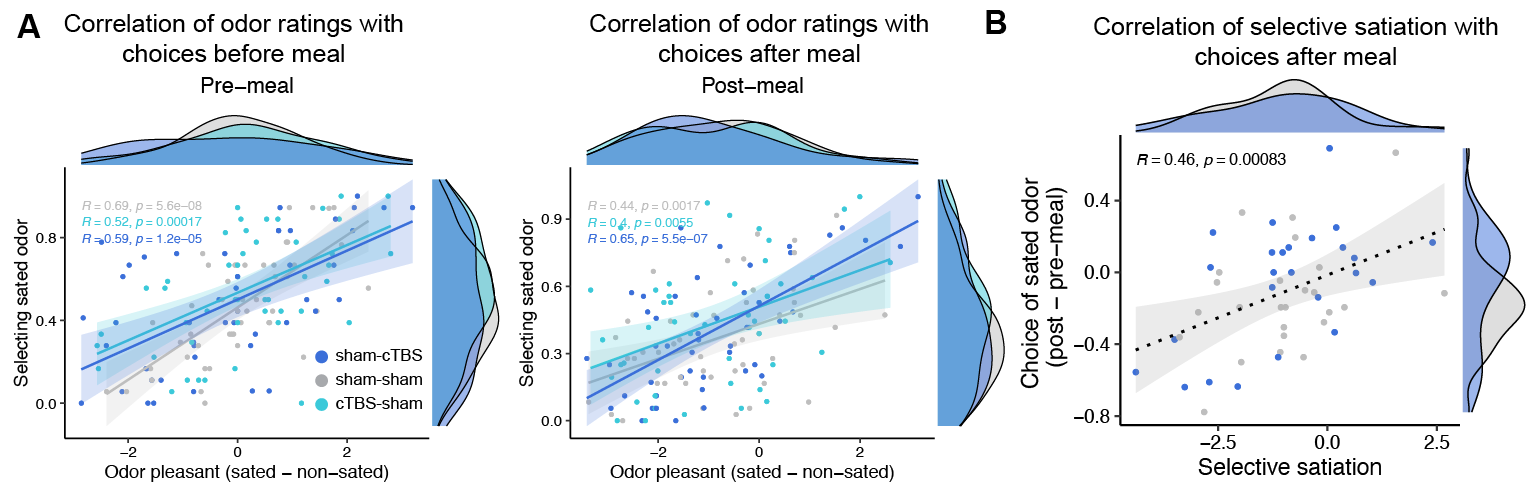 A
Correlation of odor ratings with
choices before meal
Pre−meal
R = 0.69, p = 5.6e−08
R = 0.52, p = 0.00017
R = 0.59, p = 1.2e−05
Selecting sated odor
0.8
0.4
0.0
sham-cTBS
sham-sham
cTBS-sham
−2
0
2
Odor pleasant (sated − non−sated)
Correlation of odor ratings with
choices after meal
Post−meal
R = 0.44, p = 0.0017
R = 0.4, p = 0.0055
R = 0.65, p = 5.5e−07
Selecting sated odor
0.9
0.6
0.3
0.0
−2
0
2
Odor pleasant (sated − non−sated)
B
Correlation of selective satiation with
choices after meal
R = 0.46, p = 0.00083
Choice of sated odor
(post − pre−meal)
0.4
0.0
−0.4
−0.8
−2.5
0.0
2.5
Selective satiation